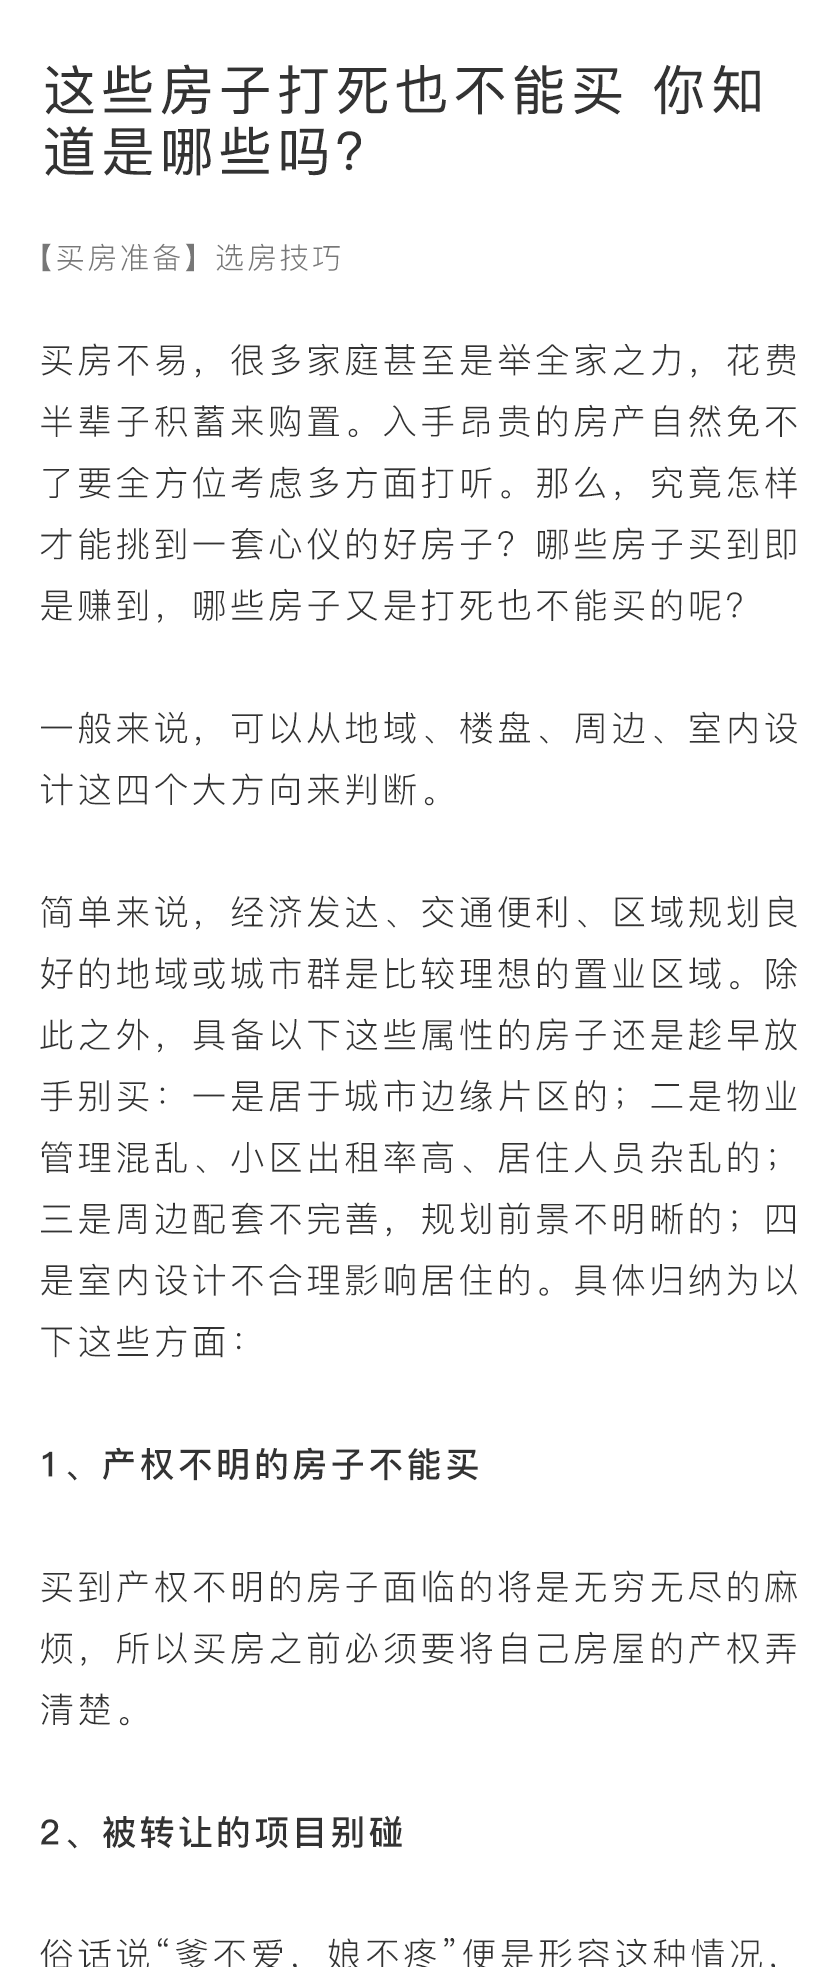 这些房子打死也不能买 你知
道是哪些吗？
【买房准备】选房技巧
买房不易，很多家庭甚至是举全家之力，花费
半辈子积蓄来购置。入手昂贵的房产自然免不
了要全方位考虑多方面打听。那么，究竟怎样
才能挑到一套心仪的好房子？哪些房子买到即
是赚到，哪些房子又是打死也不能买的呢？
一般来说，可以从地域、楼盘、周边、室内设
计这四个大方向来判断。
简单来说，经济发达、交通便利、区域规划良
好的地域或城市群是比较理想的置业区域。除
此之外，具备以下这些属性的房子还是趁早放
手别买：一是居于城市边缘片区的；二是物业
管理混乱、小区出租率高、居住人员杂乱的；
三是周边配套不完善，规划前景不明晰的；四
是室内设计不合理影响居住的。具体归纳为以
下这些方面：
1、产权不明的房子不能买
买到产权不明的房子面临的将是无穷无尽的麻
烦，所以买房之前必须要将自己房屋的产权弄
清楚。
2、被转让的项目别碰
俗话说“爹不爱，娘不疼”便是形容这种情况，